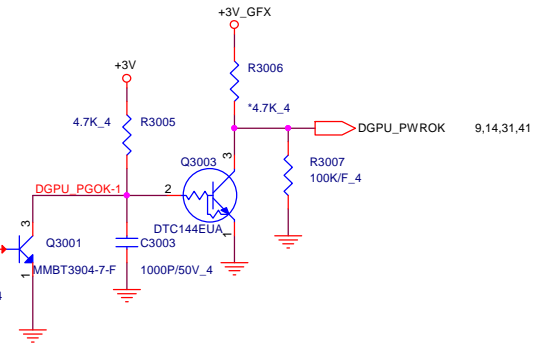 +3V_GFX
+3V
R3006
4.7K_4
R3005
*4.7K_4
DGPU_PWROK
9,14,31,41
3
Q3003
R3007
100K/F_4
DGPU_PGOK-1
2
3
DTC144EUA
1
Q3001
C3003
MMBT3904-7-F
1000P/50V_4
1
4